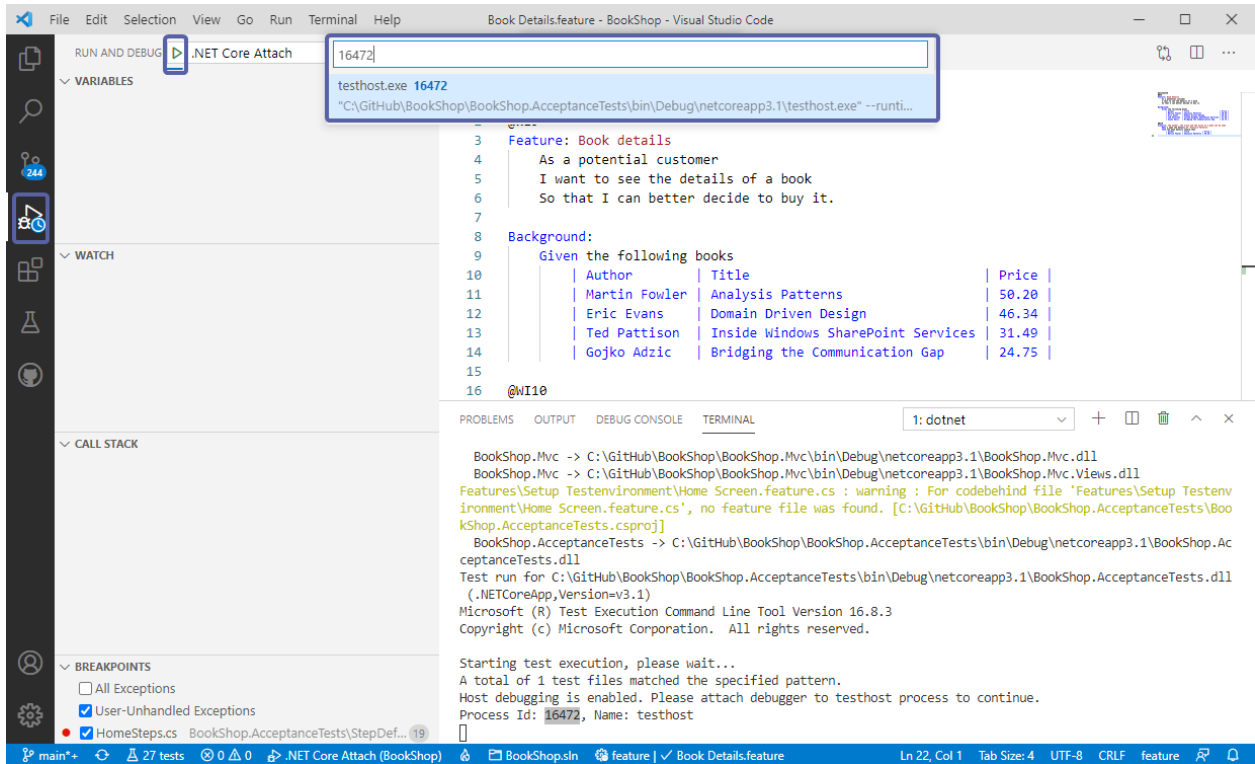 File Edit Selection View Go Run Terminal Help Book Details.feature - BookShop - Visual Studio Code
RUN AND DEBUG .NET Core Attach
16472
testhost.exe 16472
"C:\GitHub\BookShop\BookShop.AcceptanceTests\bin\Debug\netcoreapp3.1\testhost.exe" --runti...
VARIABLES
244
WATCH
CALL STACK
BREAKPOINTS
All Exceptions
User-Unhandled Exceptions
HomeSteps.cs BookShop.AcceptanceTests\StepDef... 19
2
3 Feature: Book details
4 As a potential customer
5 I want to see the details of a book
6 So that I can better decide to buy it.
7
8 Background:
9 Given the following books
10 | Author | Title | Price |
11 | Martin Fowler | Analysis Patterns | 50.20 |
12 | Eric Evans | Domain Driven Design | 46.34 |
13 | Ted Pattison | Inside Windows SharePoint Services | 31.49 |
14 | Gojko Adzic | Bridging the Communication Gap | 24.75 |
15
16 @WI10
PROBLEMS OUTPUT DEBUG CONSOLE TERMINAL 1: dotnet
BookShop.Mvc -> C:\GitHub\BookShop\BookShop.Mvc\bin\Debug\netcoreapp3.1\BookShop.Mvc.dll
BookShop.Mvc -> C:\GitHub\BookShop\BookShop.Mvc\bin\Debug\netcoreapp3.1\BookShop.Mvc.Views.dll
Features\Setup Testenvironment\Home Screen.feature.cs : warning : For codebehind file 'Features\Setup Testenv
ironment\Home Screen.feature.cs', no feature file was found. [C:\GitHub\BookShop\BookShop.AcceptanceTests\Boo
kShop.AcceptanceTests.csproj]
BookShop.AcceptanceTests -> C:\GitHub\BookShop\BookShop.AcceptanceTests\bin\Debug\netcoreapp3.1\BookShop.Ac
ceptanceTests.dll
Test run for C:\GitHub\BookShop\BookShop.AcceptanceTests\bin\Debug\netcoreapp3.1\BookShop.AcceptanceTests.dll
(.NETCoreApp,Version=v3.1)
Microsoft (R) Test Execution Command Line Tool Version 16.8.3
Copyright (c) Microsoft Corporation. All rights reserved.
Starting test execution, please wait...
A total of 1 test files matched the specified pattern.
Host debugging is enabled. Please attach debugger to testhost process to continue.
Process Id: 16472, Name: testhost
main*+ 27 tests 0 0 .NET Core Attach (BookShop) BookShop.sln feature | Book Details.feature Ln 22, Col 1 Tab Size: 4 UTF-8 CRLF feature